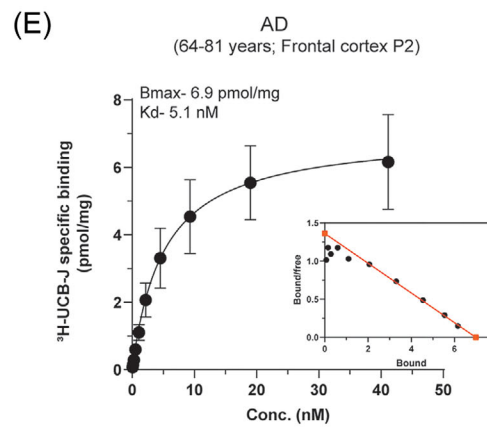 (E)
AD
(64-81 years; Frontal cortex P2)
Bmax- 6.9 pmol/mg
Kd- 5.1 nM
³H-UCB-J specific binding
(pmol/mg)
8
6
4
2
0
0 10 20 30 40 50
Conc. (nM)
Bound/free
1.5
1.0
0.5
0.0
0 2 4 6
Bound